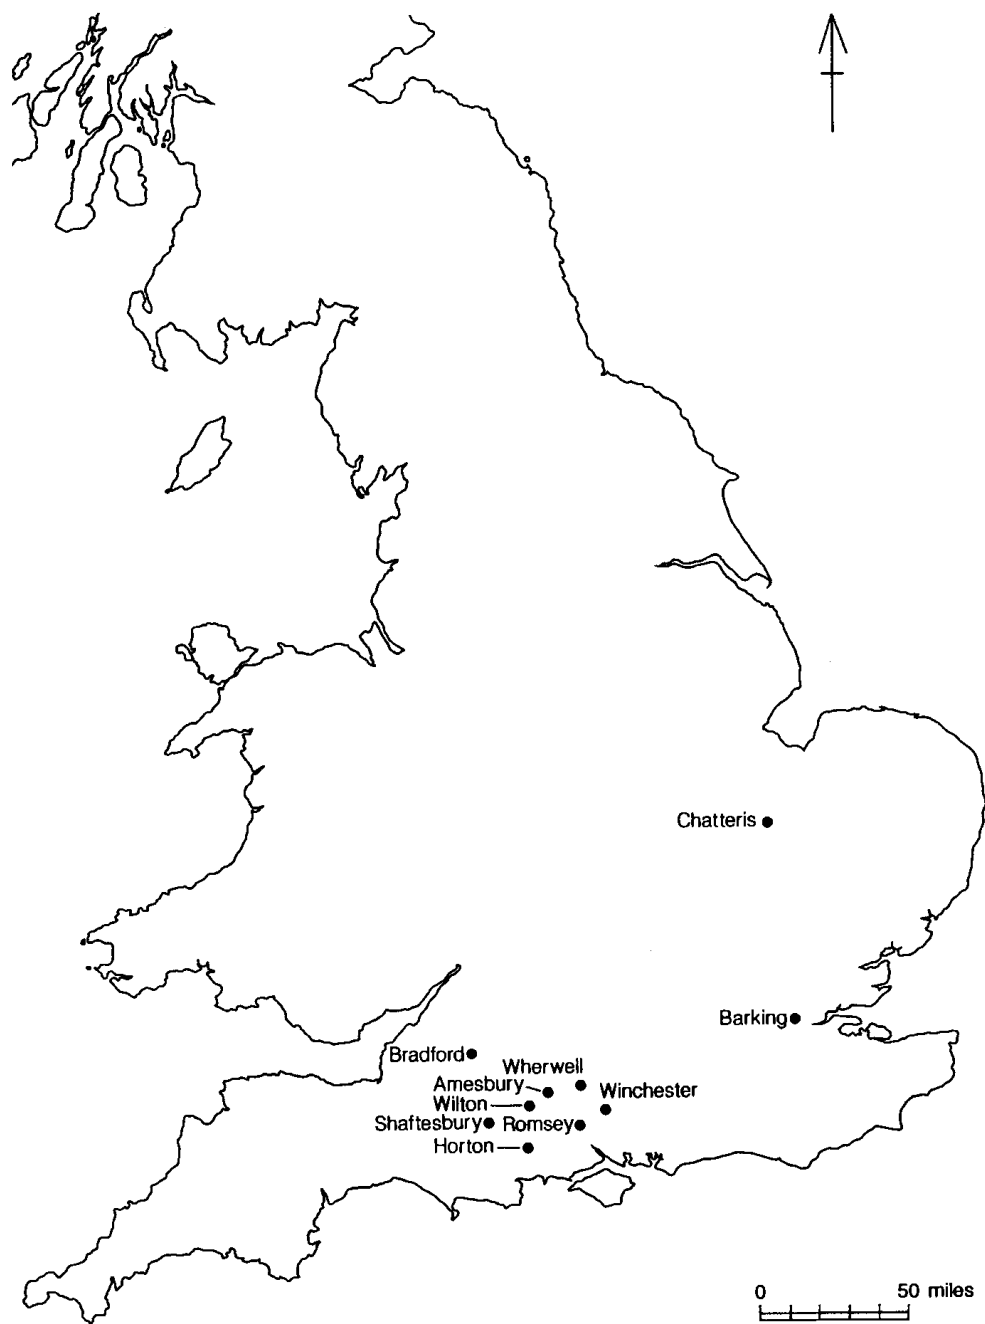 Chatteris
Barking
Bradford
Wherwell
Amesbury
Winchester
Wilton
Shaftesbury
Romsey
Horton
0 50 miles